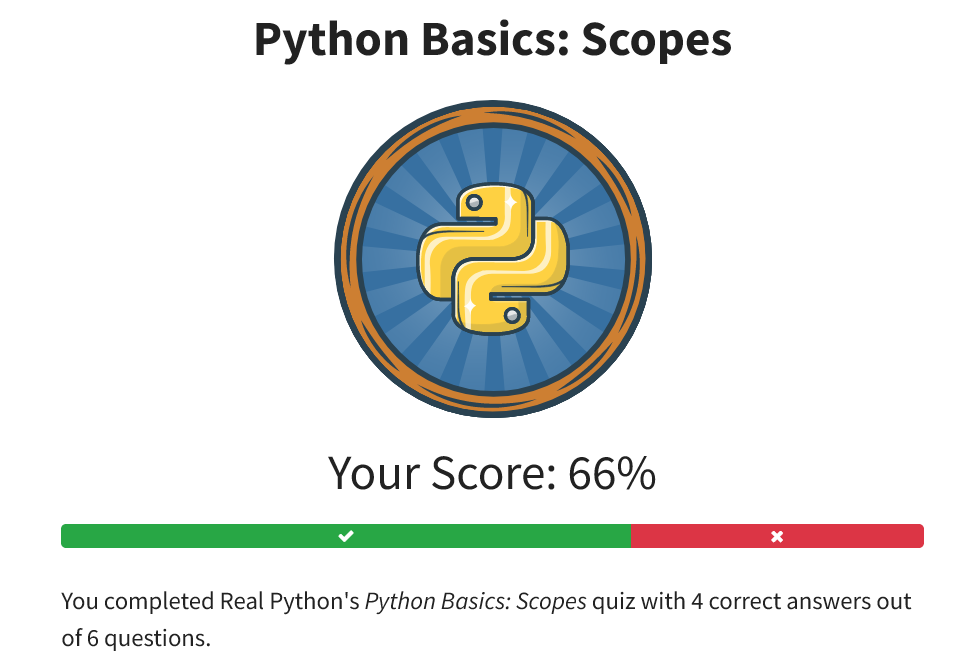 Python Basics: Scopes
Your Score: 66%
You completed Real Python's Python Basics: Scopes quiz with 4 correct answers out
of 6 questions.